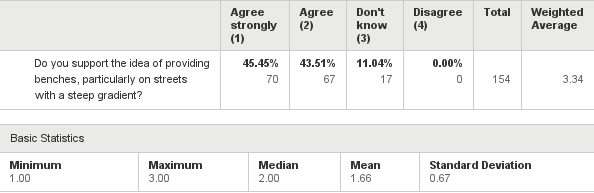 Agree strongly (1) Agree (2) Don't know (3) Disagree (4) Total Weighted Average
Do you support the idea of providing 45.45% 43.51% 11.04% 0.00%
benches, particularly on streets 70 67 17 0 154 3.34
with a steep gradient?
Basic Statistics
Minimum Maximum Median Mean Standard Deviation
1.00 3.00 2.00 1.66 0.67